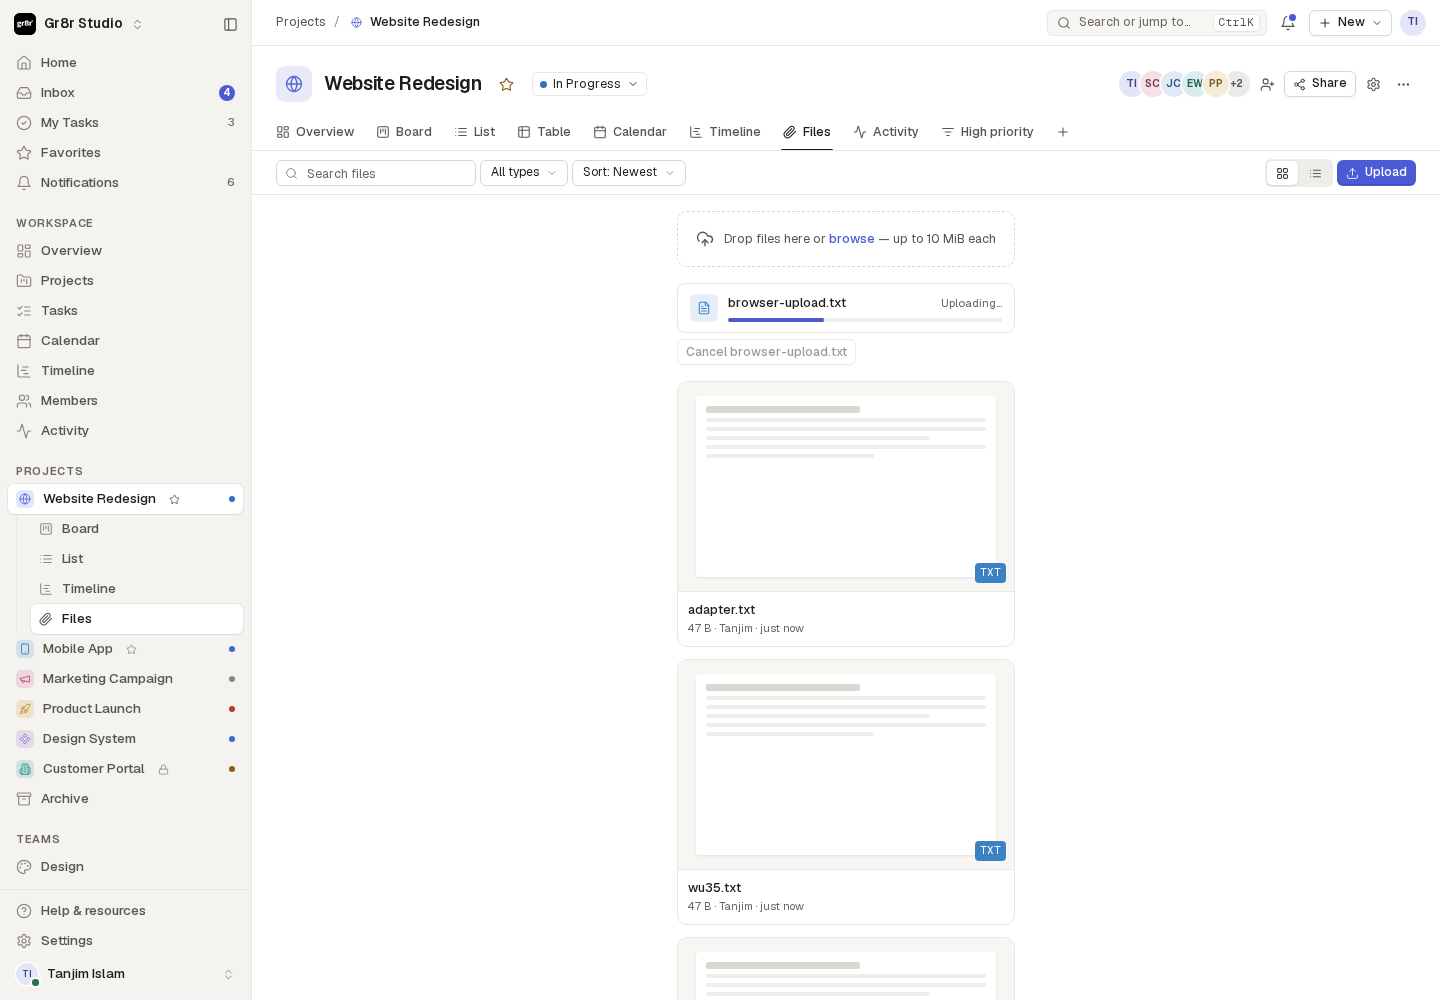 gr8r
Gr8r Studio
Home
Inbox 4
My Tasks 3
Favorites
Notifications 6
WORKSPACE
Overview
Projects
Tasks
Calendar
Timeline
Members
Activity
PROJECTS
Website Redesign
Board
List
Timeline
Files
Mobile App
Marketing Campaign
Product Launch
Design System
Customer Portal
Archive
TEAMS
Design
Help & resources
Settings
TI Tanjim Islam
Projects / Website Redesign
Search or jump to... CtrlK
New
TI
Website Redesign
In Progress
TI SC JC EW PP +2
Share
Overview Board List Table Calendar Timeline Files Activity High priority
Search files
All types
Sort: Newest
Upload
Drop files here or browse — up to 10 MiB each
browser-upload.txt Uploading…
Cancel browser-upload.txt
TXT
adapter.txt
47 B · Tanjim · just now
TXT
wu35.txt
47 B · Tanjim · just now